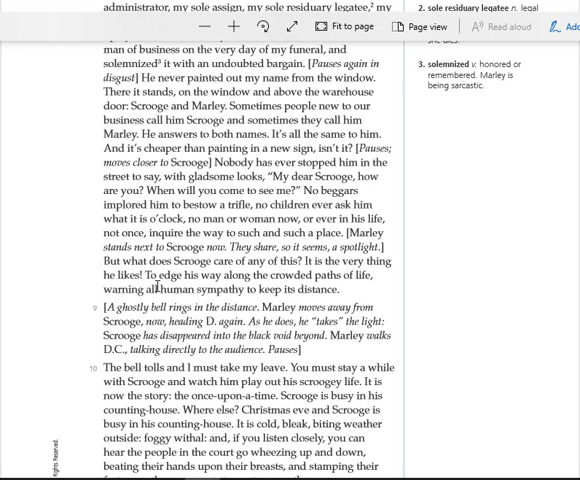 administrator, my sole assign, my sole residuary legatee,² my
Fit to page
Page view
Read aloud
man of business on the very day of my funeral, and
solemnized³ it with an undoubted bargain. [Pauses again in
disgust] He never painted out my name from the window.
There it stands, on the window and above the warehouse
door: Scrooge and Marley. Sometimes people new to our
business call him Scrooge and sometimes they call him
Marley. He answers to both names. It's all the same to him.
And it's cheaper than painting in a new sign, isn't it? [Pauses;
moves closer to Scrooge] Nobody has ever stopped him in the
street to say, with gladsome looks, “My dear Scrooge, how
are you? When will you come to see me?” No beggars
implored him to bestow a trifle, no children ever ask him
what it is o'clock, no man or woman now, or ever in his life,
not once, inquire the way to such and such a place. [Marley
stands next to Scrooge now. They share, so it seems, a spotlight.]
But what does Scrooge care of any of this? It is the very thing
he likes! To edge his way along the crowded paths of life,
warning all human sympathy to keep its distance.
9 [A ghostly bell rings in the distance. Marley moves away from
Scrooge, now, heading D. again. As he does, he “takes” the light:
Scrooge has disappeared into the black void beyond. Marley walks
D.C., talking directly to the audience. Pauses]
10 The bell tolls and I must take my leave. You must stay a while
with Scrooge and watch him play out his scroogey life. It is
now the story: the once-upon-a-time. Scrooge is busy in his
counting-house. Where else? Christmas eve and Scrooge is
busy in his counting-house. It is cold, bleak, biting weather
outside: foggy withal: and, if you listen closely, you can
hear the people in the court go wheezing up and down,
beating their hands upon their breasts, and stamping their
2. sole residuary legatee n. legal
she dies.
3. solemnized v. honored or
remembered. Marley is
being sarcastic.
Rights Reserved.